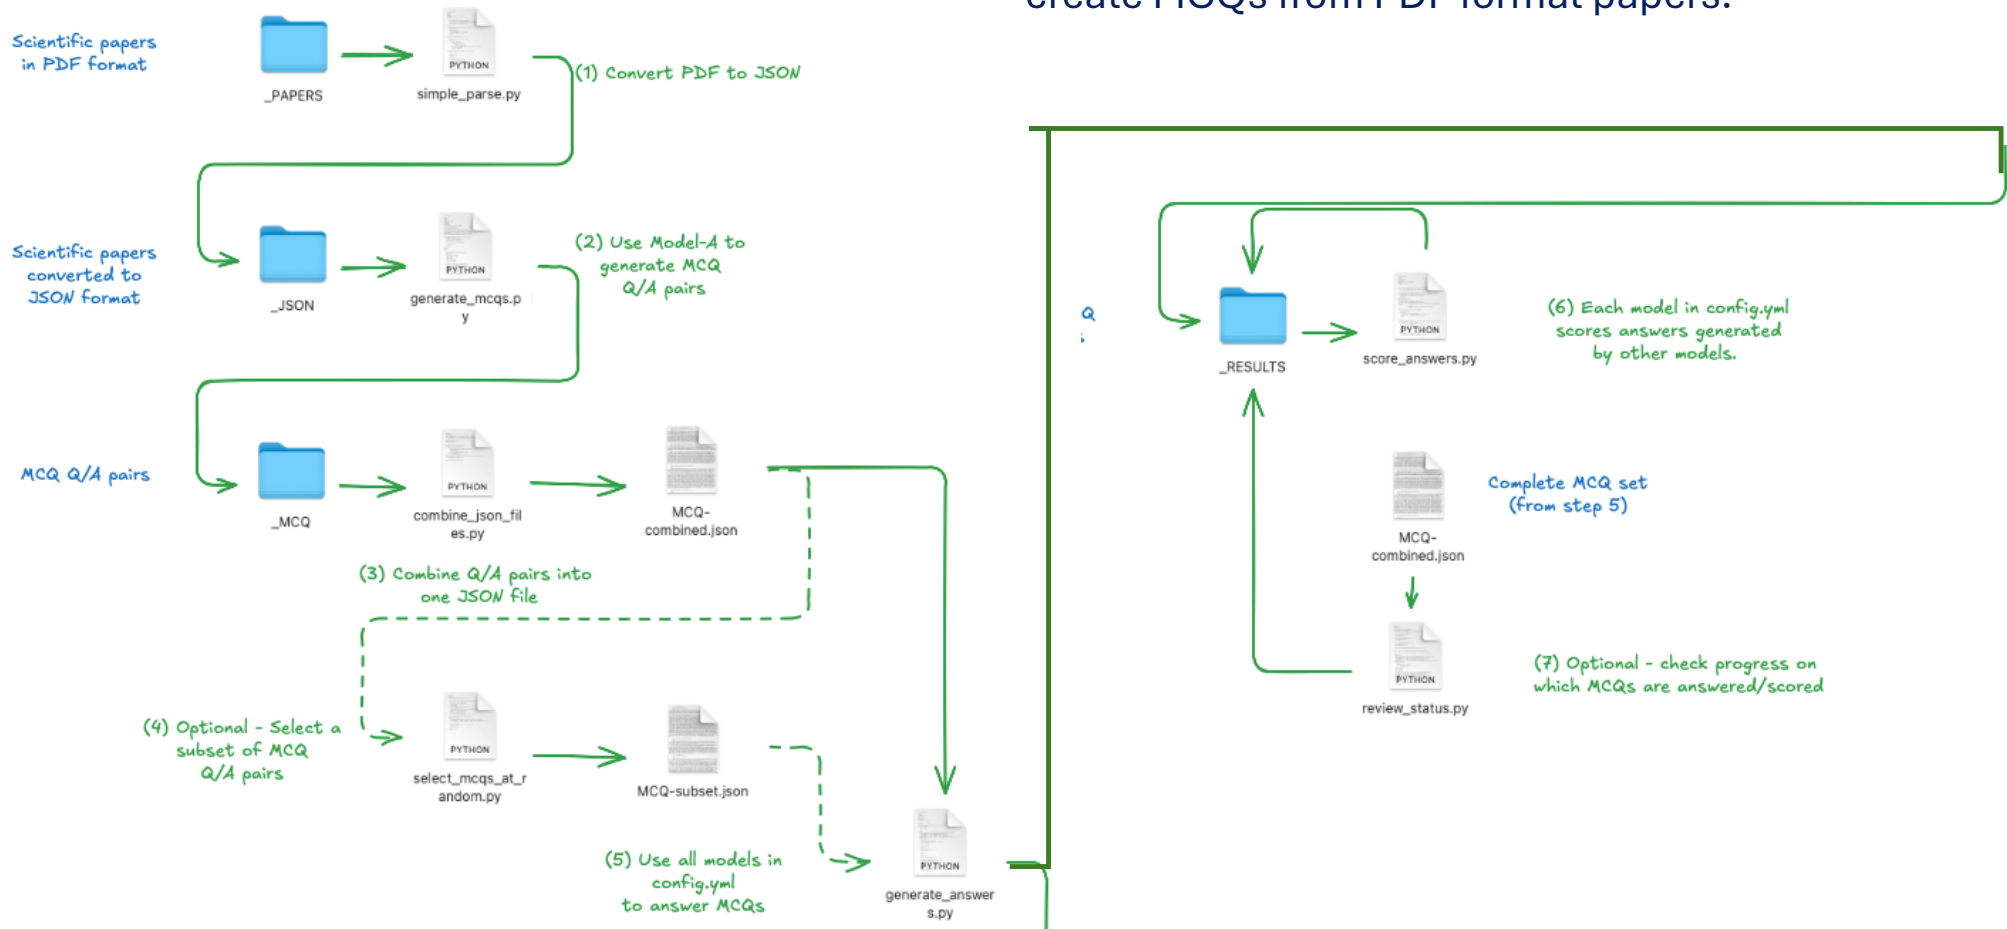 create MCQs from PDF format papers.
Scientific papers
in PDF format
_PAPERS
PYTHON
simple_parse.py
(1) Convert PDF to JSON
Scientific papers
converted to
JSON format
_JSON
PYTHON
generate_mcqs.p
y
(2) Use Model-A to
generate MCQ
Q/A pairs
MCQ Q/A pairs
_MCQ
PYTHON
combine_json_fil
es.py
MCQ-
combined.json
(3) Combine Q/A pairs into
one JSON file
(4) Optional - Select a
subset of MCQ
Q/A pairs
PYTHON
select_mcqs_at_r
andom.py
MCQ-subset.json
(5) Use all models in
config.yml
to answer MCQs
PYTHON
generate_answer
s.py
Q
_RESULTS
PYTHON
score_answers.py
(6) Each model in config.yml
scores answers generated
by other models.
MCQ-
combined.json
Complete MCQ set
(from step 5)
PYTHON
review_status.py
(7) Optional - check progress on
which MCQs are answered/scored